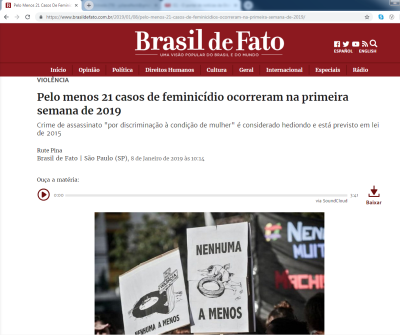 Pelo Menos 21 Casos De Femini
https://www.brasildefato.com.br/2019/01/08/pelo-menos-21-casos-de-feminicidio-ocorreram-na-primeira-semana-de-2019/
Brasil de Fato
UMA VISÃO POPULAR DO BRASIL E DO MUNDO
ESPAÑOL ENGLISH
Início Opinião Política Direitos Humanos Cultura Geral Internacional Especiais Rádio
VIOLÊNCIA
Pelo menos 21 casos de feminicídio ocorreram na primeira
semana de 2019
Crime de assassinato "por discriminação à condição de mulher" é considerado hediondo e está previsto em lei
de 2015
Rute Pina
Brasil de Fato | São Paulo (SP), 8 de Janeiro de 2019 às 10:14
Ouça a matéria:
0:00
via SoundCloud
Baixar
NENHUMA
A MENOS
NENHUMA A MENOS